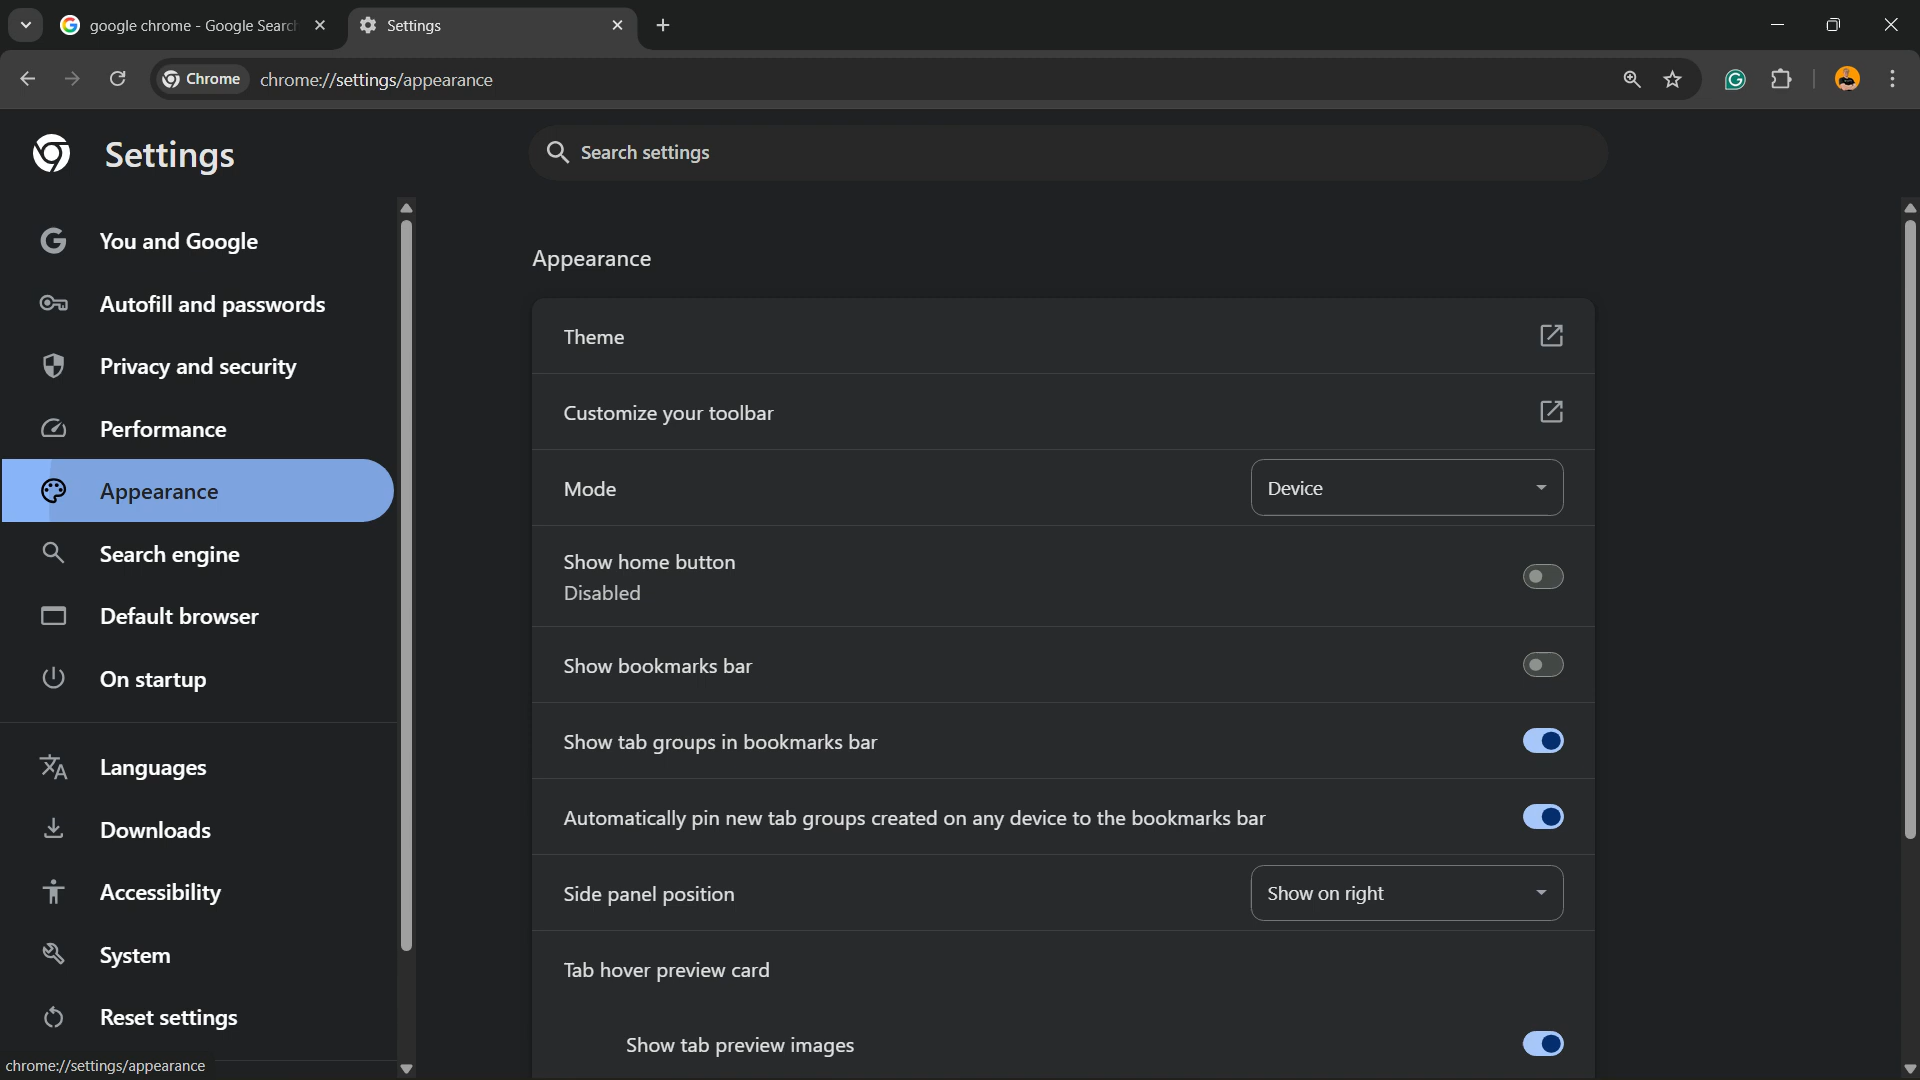 google chrome - Google Search
Settings
Chrome
chrome://settings/appearance
Settings
Search settings
You and Google
Autofill and passwords
Privacy and security
Performance
Appearance
Search engine
Default browser
On startup
Languages
Downloads
Accessibility
System
Reset settings
Appearance
Theme
Customize your toolbar
Mode
Device
Show home button
Disabled
Show bookmarks bar
Show tab groups in bookmarks bar
Automatically pin new tab groups created on any device to the bookmarks bar
Side panel position
Show on right
Tab hover preview card
Show tab preview images
chrome://settings/appearance